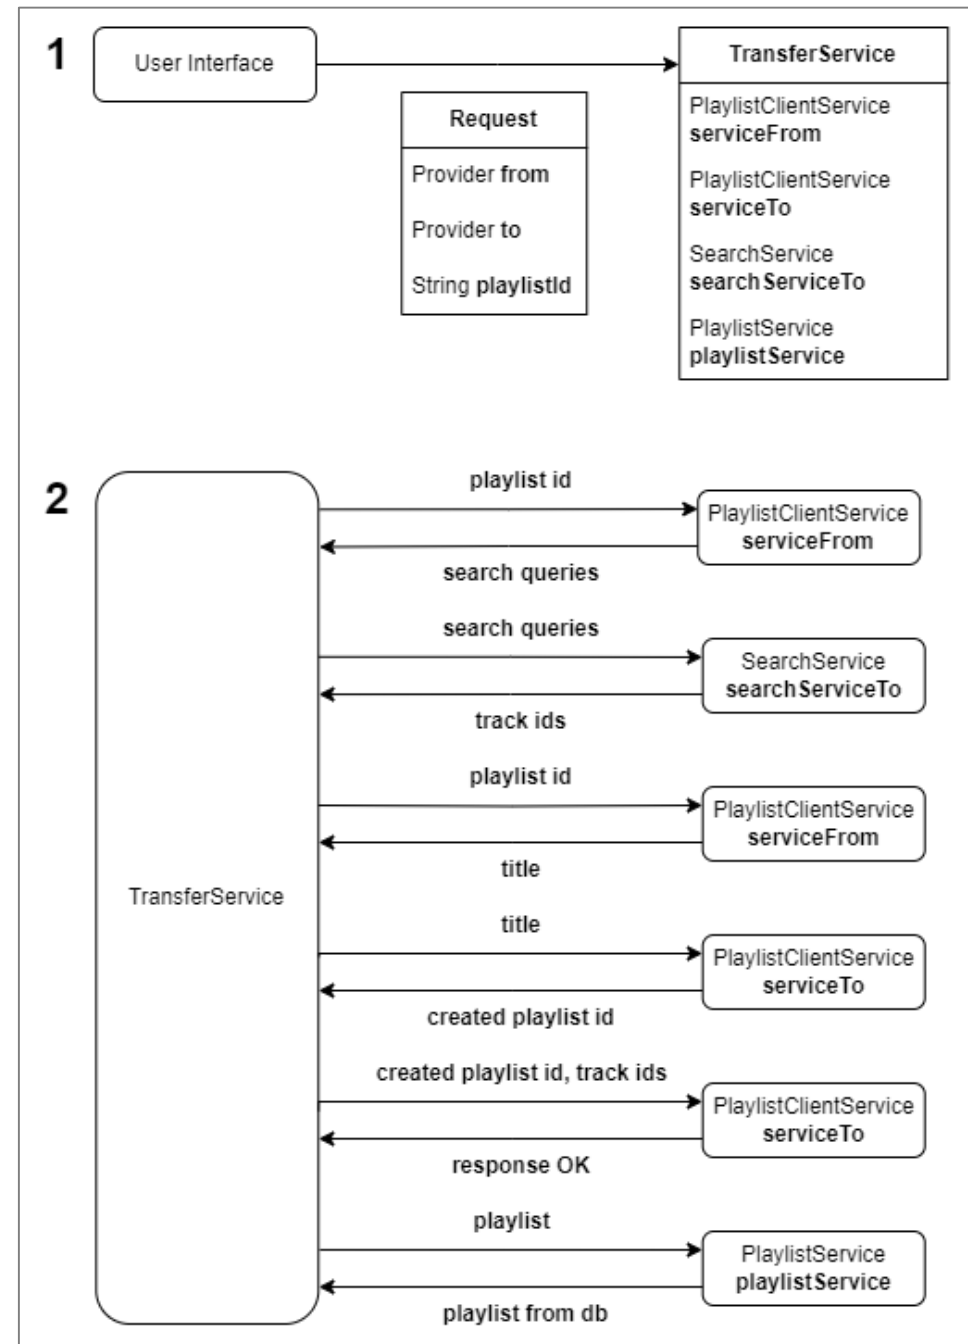 1
User Interface
TransferService
PlaylistClientService
serviceFrom
PlaylistClientService
serviceTo
SearchService
searchServiceTo
PlaylistService
playlistService
Request
Provider from
Provider to
String playlistId
2
TransferService
playlist id
PlaylistClientService
serviceFrom
search queries
search queries
SearchService
searchServiceTo
track ids
playlist id
PlaylistClientService
serviceFrom
title
title
PlaylistClientService
serviceTo
created playlist id
created playlist id, track ids
PlaylistClientService
serviceTo
response OK
playlist
PlaylistService
playlistService
playlist from db